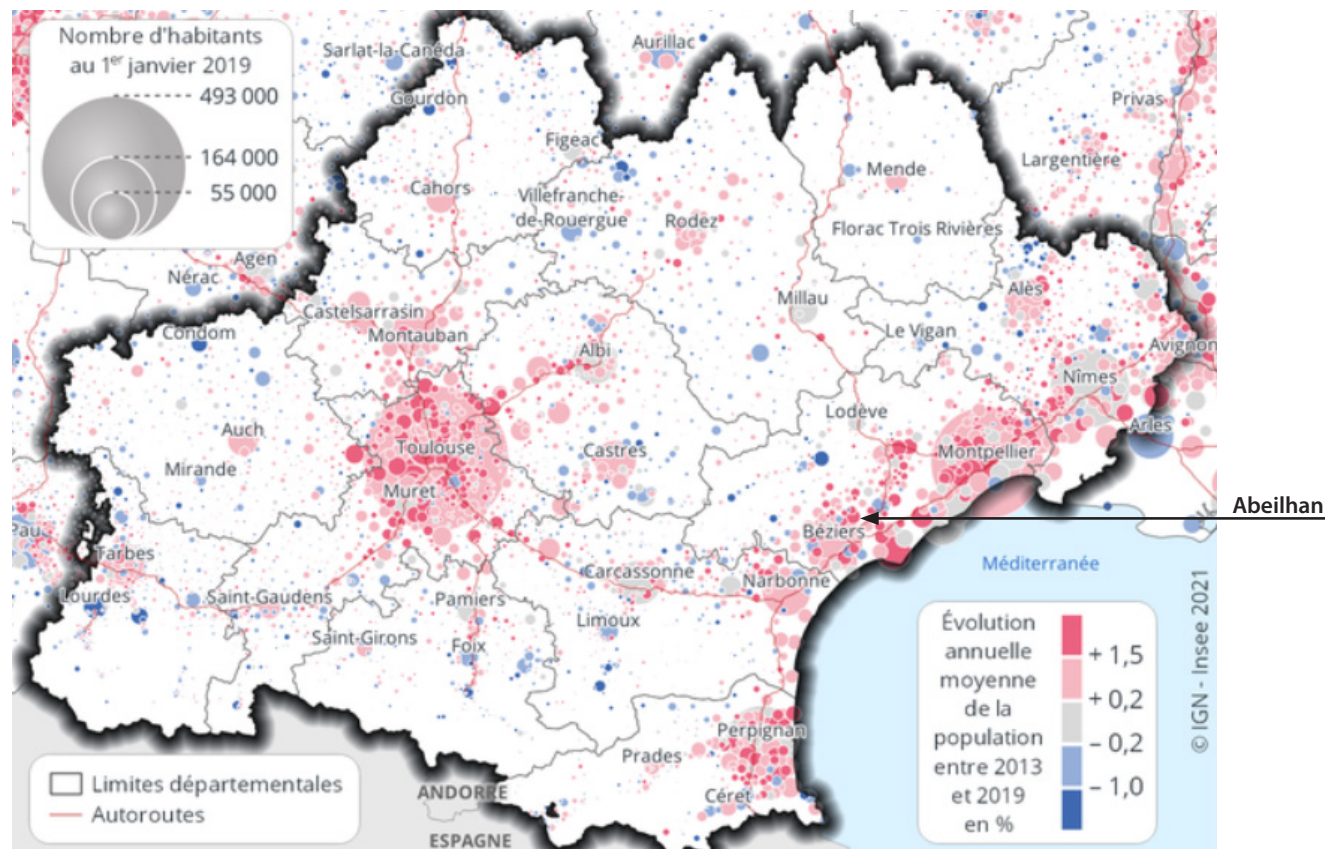 Nombre d'habitants
au 1er janvier 2019
493 000
164 000
55 000
Sarlat-la-Canéda
Aurillac
Gourdon
Privas
Figeac
Largentière
Mende
Cahors
Villefranche-
de-Rouergue
Rodez
Florac Trois Rivières
Agen
Nérac
Alès
Millau
Castelsarrasin
Condom
Montauban
Le Vigan
Avignon
Albi
Nîmes
Lodève
Arles
Auch
Toulouse
Castres
Montpellier
Mirande
Muret
Abeilhan
Pau
Béziers
Tarbes
Méditerranée
Carcassonne
Narbonne
Lourdes
Saint-Gaudens
Pamiers
Limoux
Saint-Girons
Foix
Évolution
annuelle
moyenne
de la
population
entre 2013
et 2019
en %
+ 1,5
+ 0,2
– 0,2
– 1,0
© IGN - Insee 2021
Perpignan
Prades
Céret
Limites départementales
Autoroutes
ANDORRE
ESPAGNE